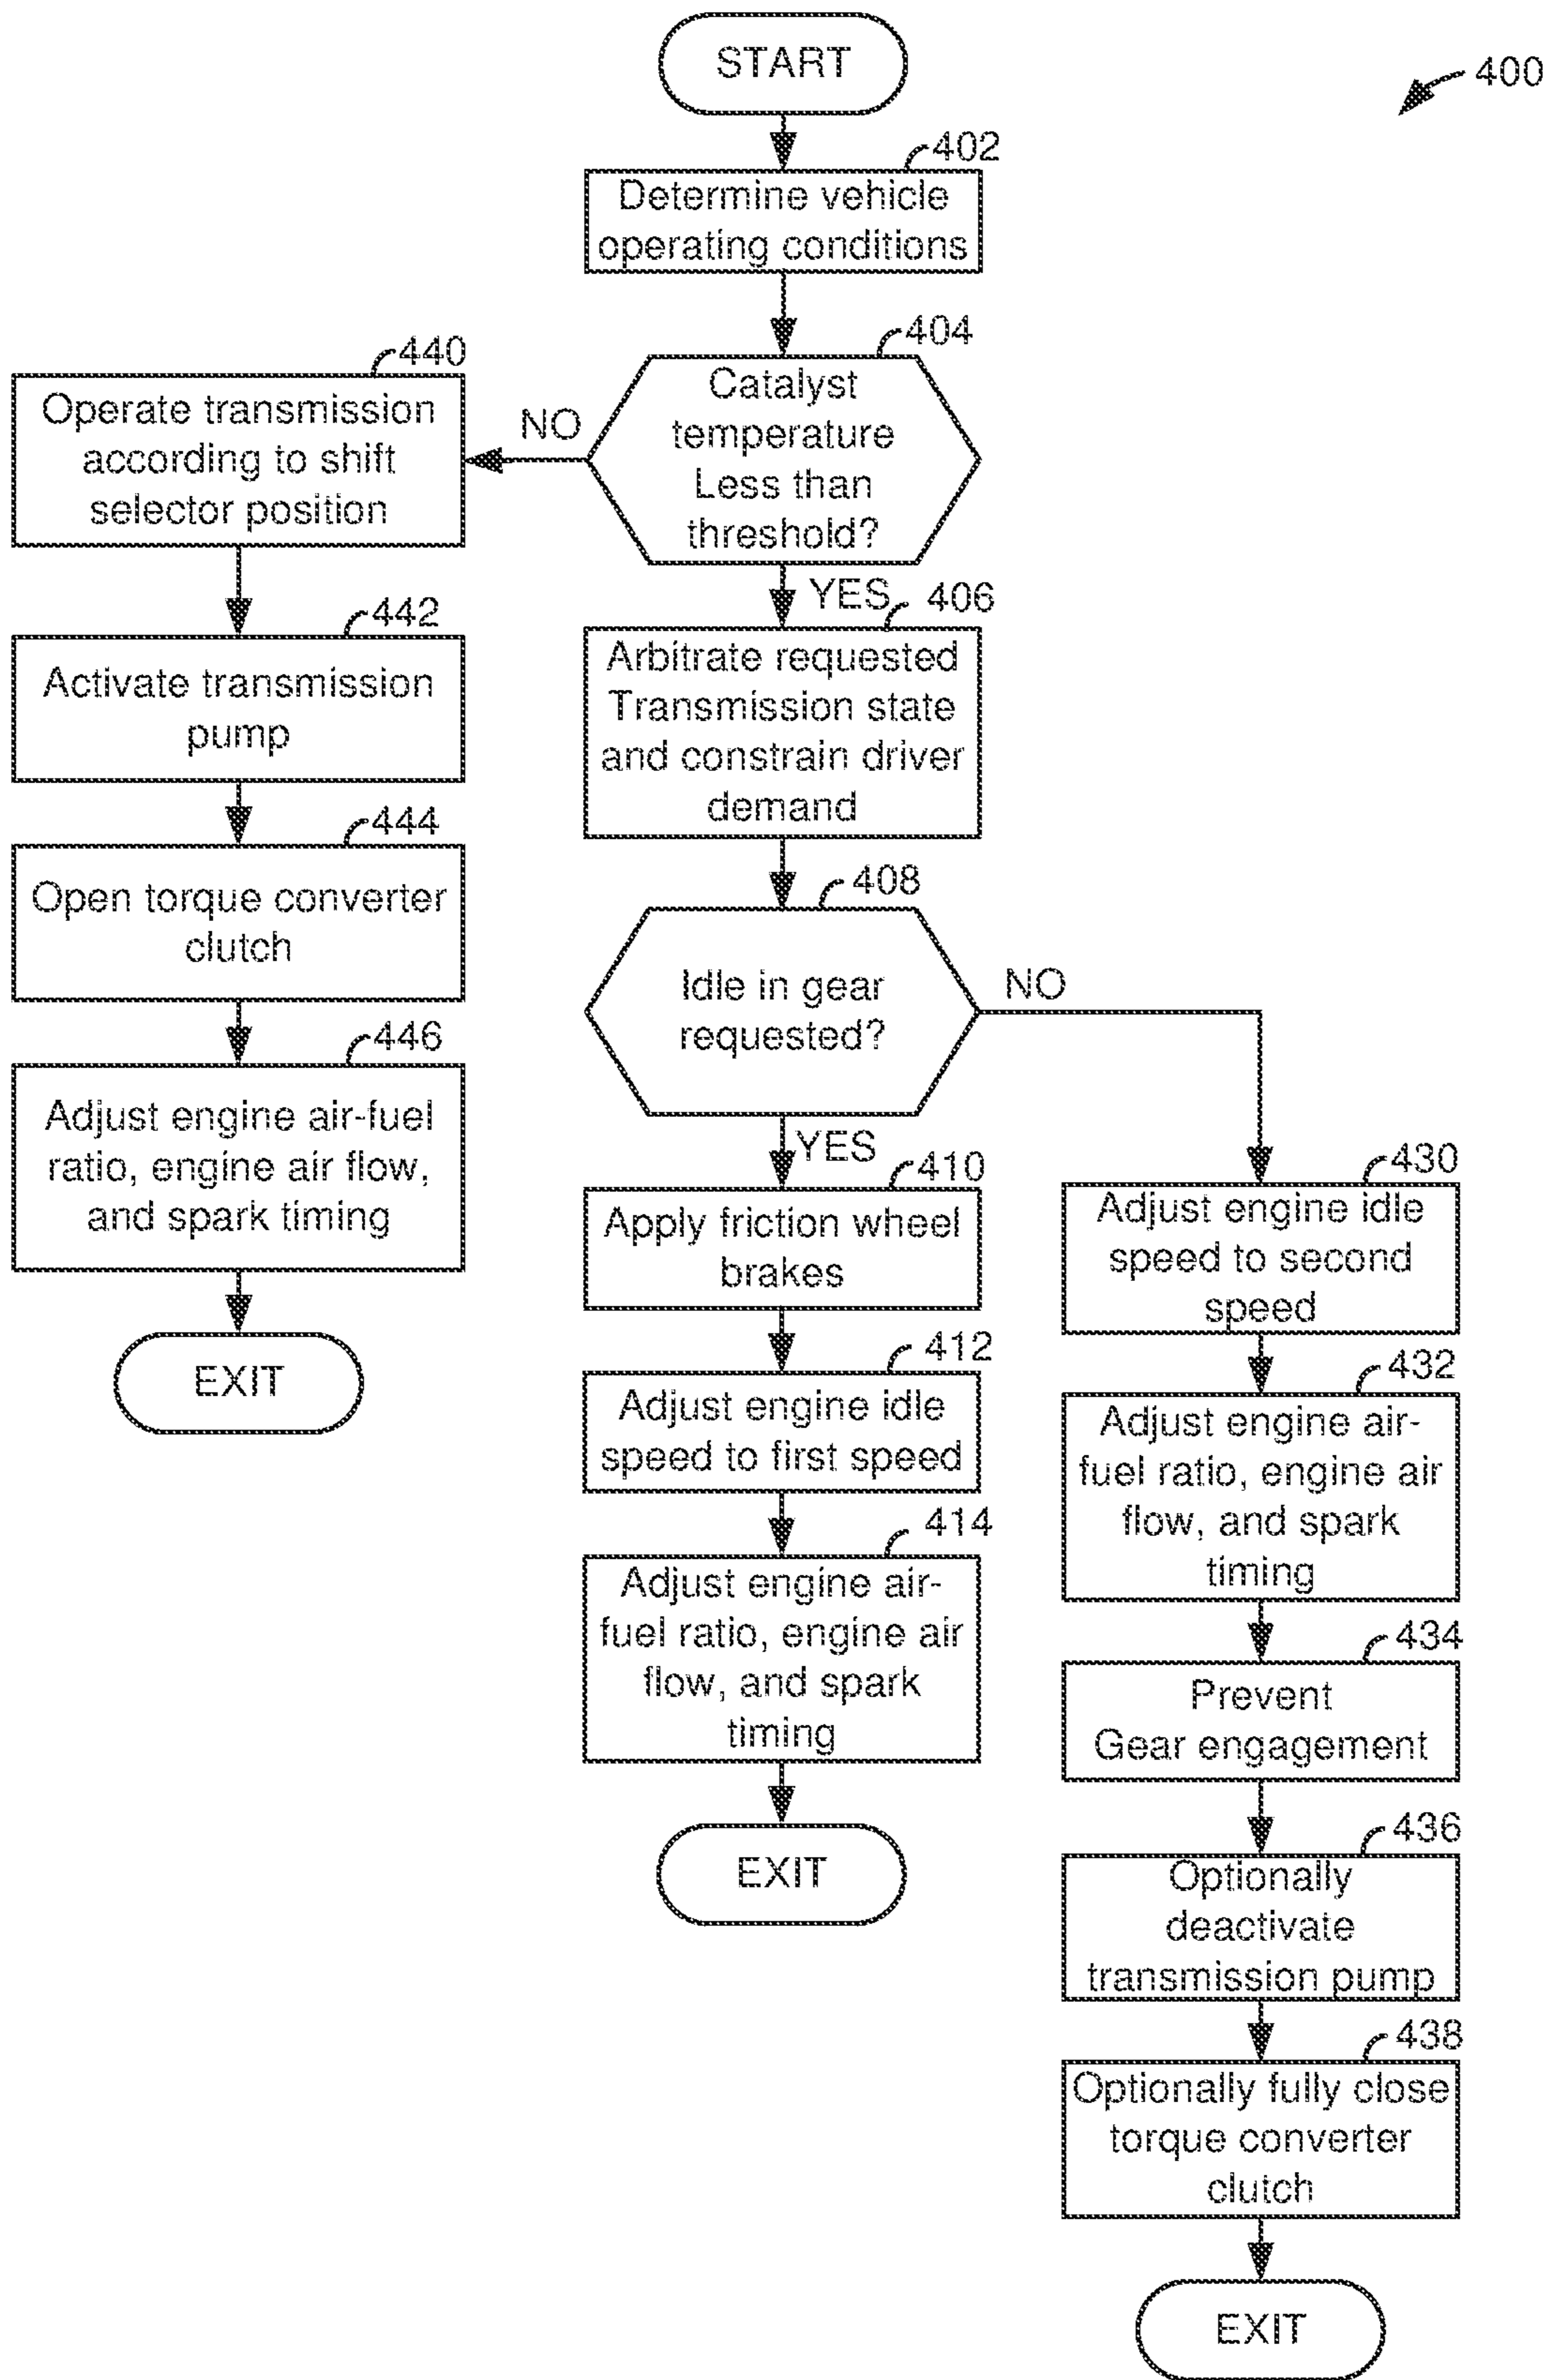 START
400
402
Determine vehicle
operating conditions
404
Catalyst
temperature
Less than
threshold?
NO
YES
440
Operate transmission
according to shift
selector position
442
Activate transmission
pump
444
Open torque converter
clutch
446
Adjust engine air-fuel
ratio, engine air flow,
and spark timing
EXIT
406
Arbitrate requested
Transmission state
and constrain driver
demand
408
Idle in gear
requested?
NO
YES
410
Apply friction wheel
brakes
412
Adjust engine idle
speed to first speed
414
Adjust engine air-
fuel ratio, engine air
flow, and spark
timing
EXIT
430
Adjust engine idle
speed to second
speed
432
Adjust engine air-
fuel ratio, engine air
flow, and spark
timing
434
Prevent
Gear engagement
436
Optionally
deactivate
transmission pump
438
Optionally fully close
torque converter
clutch
EXIT